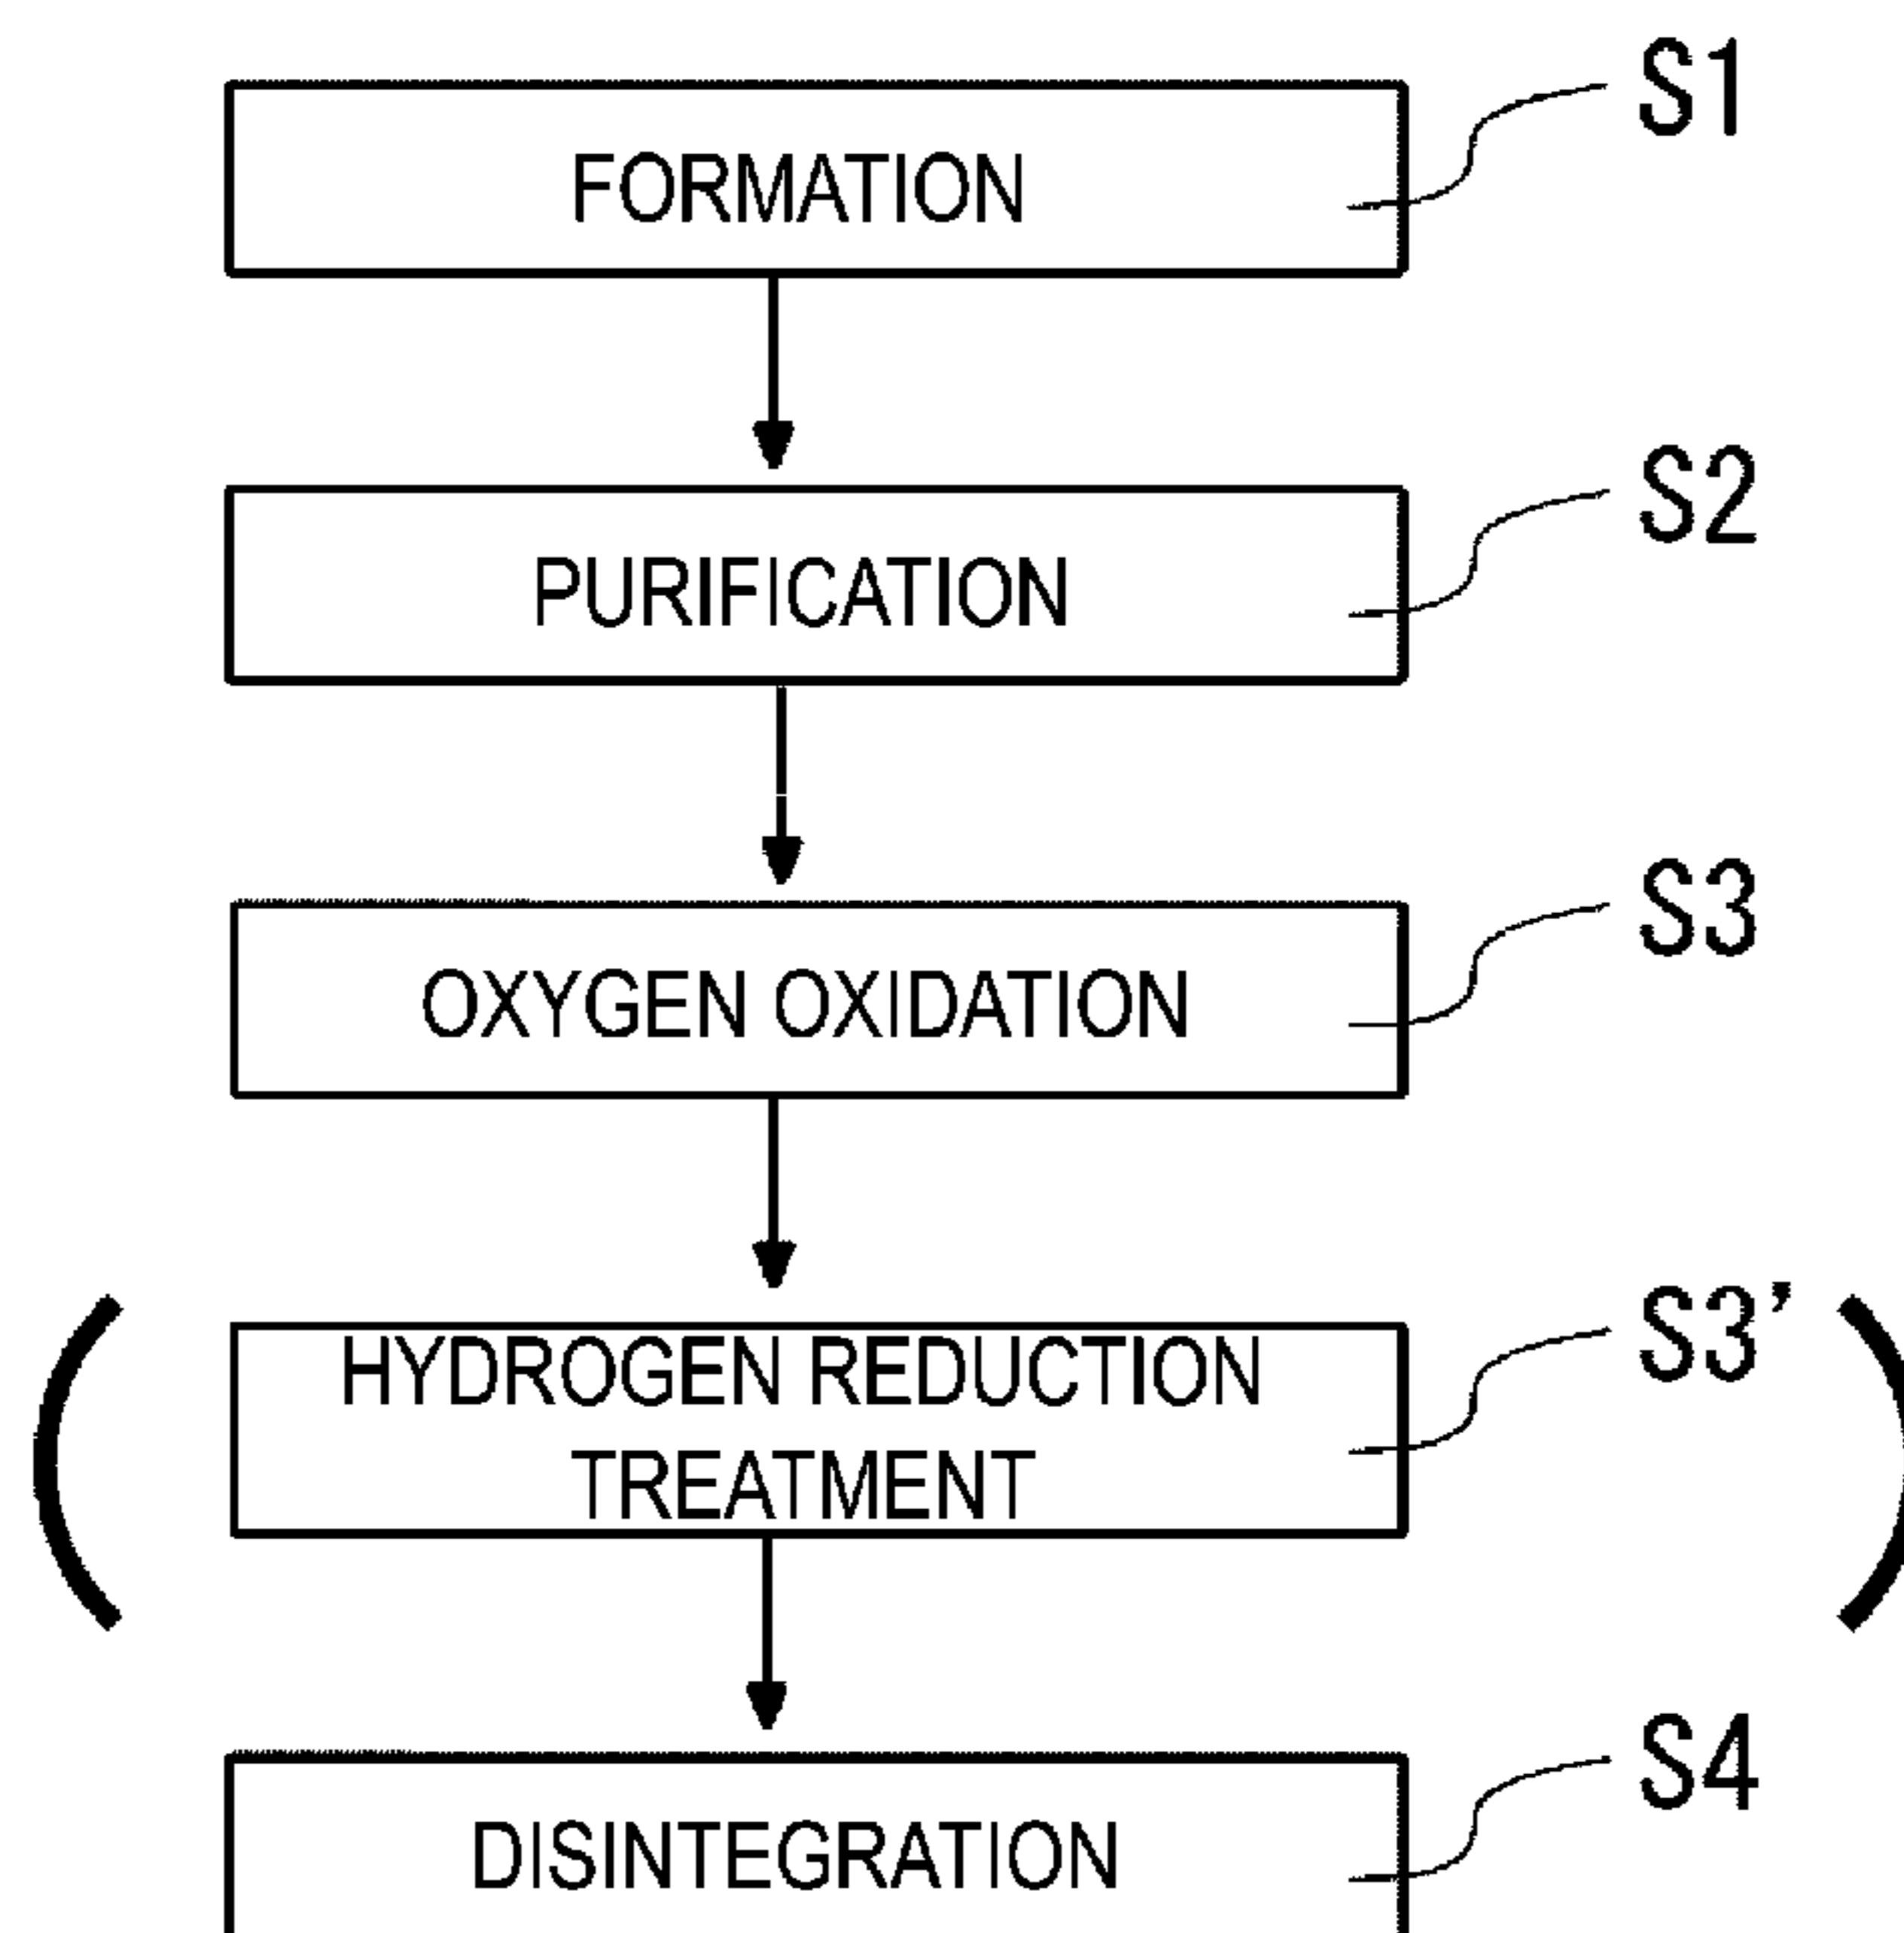 S1
FORMATION
S2
PURIFICATION
S3
OXYGEN OXIDATION
S3'
HYDROGEN REDUCTION
TREATMENT
S4
DISINTEGRATION